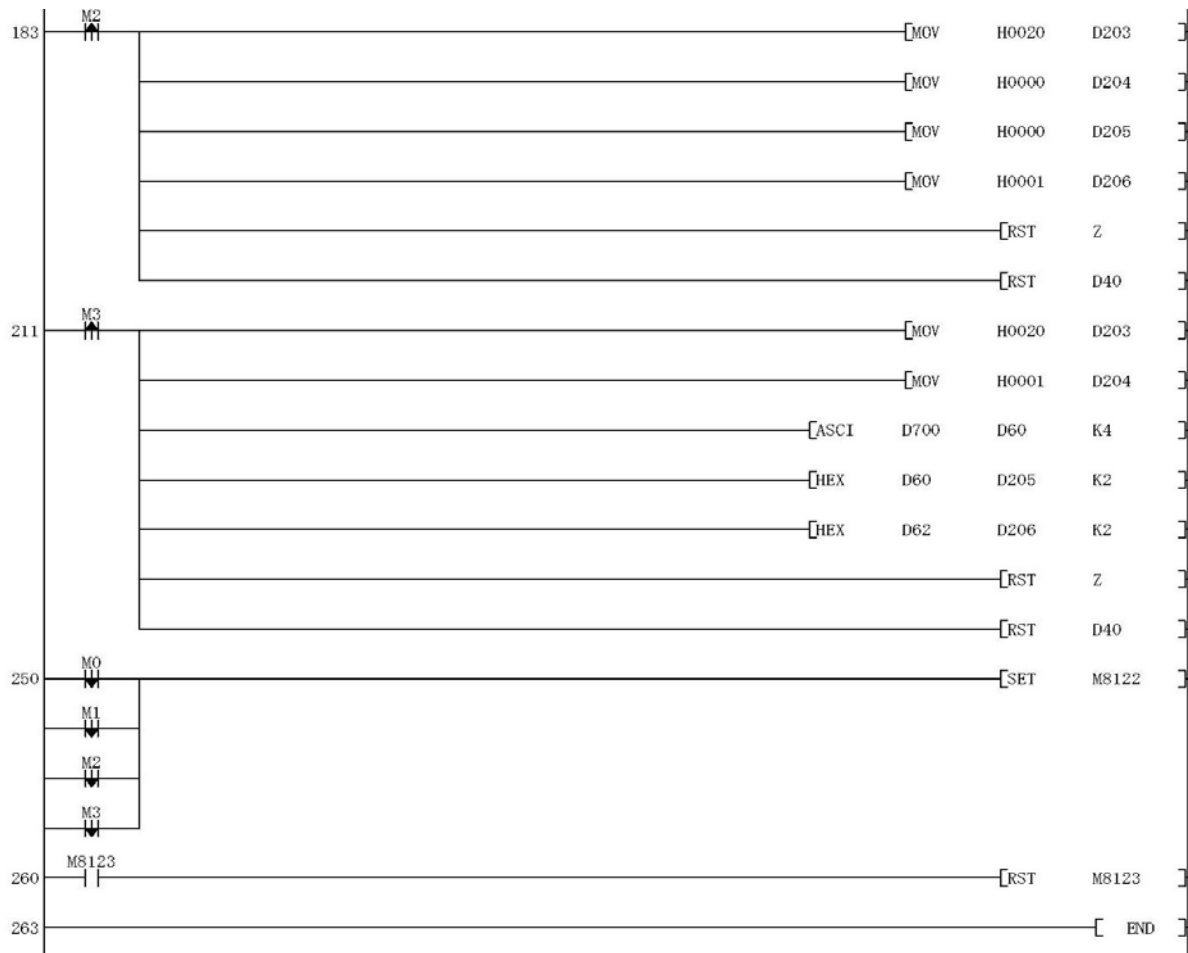 M2
183 [MOV H0020 D203 ]
[MOV H0000 D204 ]
[MOV H0000 D205 ]
[MOV H0001 D206 ]
[RST Z ]
[RST D40 ]
M3
211 [MOV H0020 D203 ]
[MOV H0001 D204 ]
[ASCI D700 D60 K4 ]
[HEX D60 D205 K2 ]
[HEX D62 D206 K2 ]
[RST Z ]
[RST D40 ]
M0
250 [SET M8122 ]
M1
M2
M3
M8123
260 [RST M8123 ]
263 [ END ]